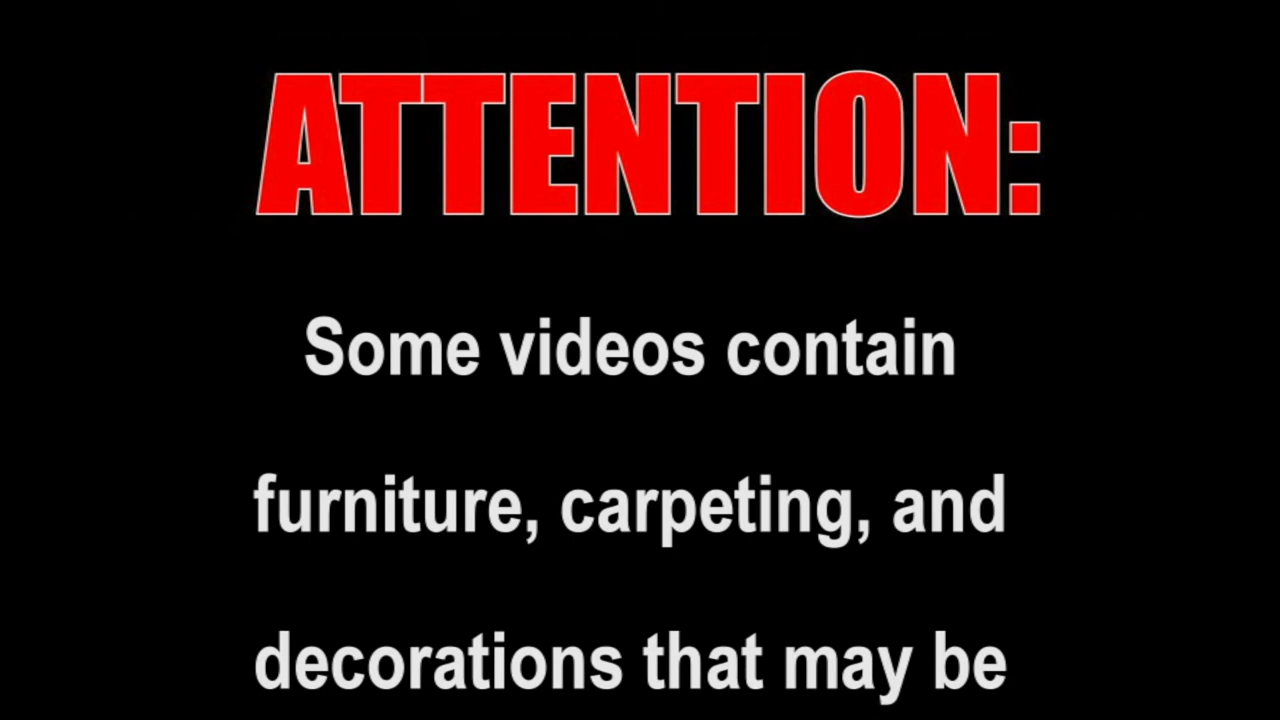 ATTENTION:
Some videos contain
furniture, carpeting, and
decorations that may be